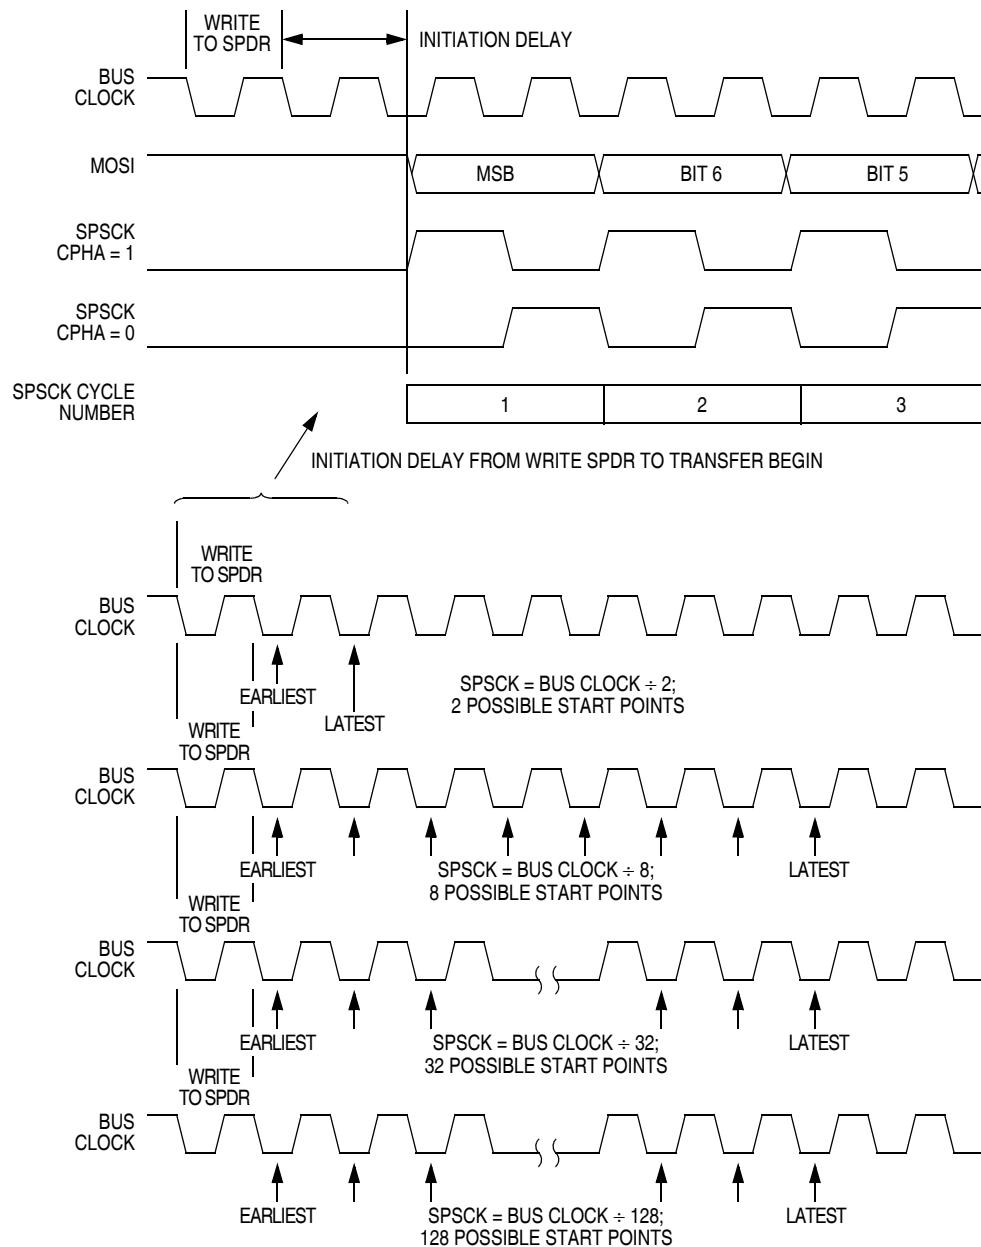 WRITE
TO SPDR
INITIATION DELAY
BUS
CLOCK
MOSI
MSB
BIT 6
BIT 5
SPSCK
CPHA = 1
SPSCK
CPHA = 0
SPSCK CYCLE
NUMBER
1
2
3
INITIATION DELAY FROM WRITE SPDR TO TRANSFER BEGIN
WRITE
TO SPDR
BUS
CLOCK
EARLIEST
LATEST
SPSCK = BUS CLOCK ÷ 2;
2 POSSIBLE START POINTS
WRITE
TO SPDR
BUS
CLOCK
EARLIEST
SPSCK = BUS CLOCK ÷ 8;
8 POSSIBLE START POINTS
LATEST
WRITE
TO SPDR
BUS
CLOCK
EARLIEST
SPSCK = BUS CLOCK ÷ 32;
32 POSSIBLE START POINTS
LATEST
WRITE
TO SPDR
BUS
CLOCK
EARLIEST
SPSCK = BUS CLOCK ÷ 128;
128 POSSIBLE START POINTS
LATEST